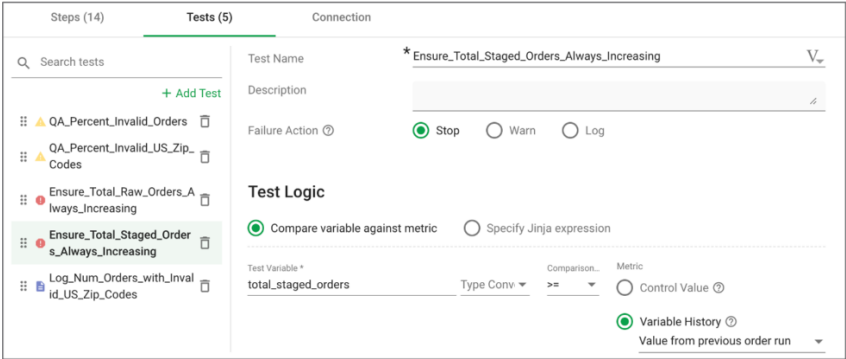 Steps (14)
Tests (5)
Connection
Search tests
+ Add Test
QA_Percent_Invalid_Orders
QA_Percent_Invalid_US_Zip_
Codes
Ensure_Total_Raw_Orders_A
lways_Increasing
Ensure_Total_Staged_Order
s_Always_Increasing
Log_Num_Orders_with_Inval
id_US_Zip_Codes
Test Name
* Ensure_Total_Staged_Orders_Always_Increasing
V
Description
Failure Action
Stop
Warn
Log
Test Logic
Compare variable against metric
Specify Jinja expression
Test Variable *
total_staged_orders
Type Conv
Comparison...
>=
Metric
Control Value
Variable History
Value from previous order run